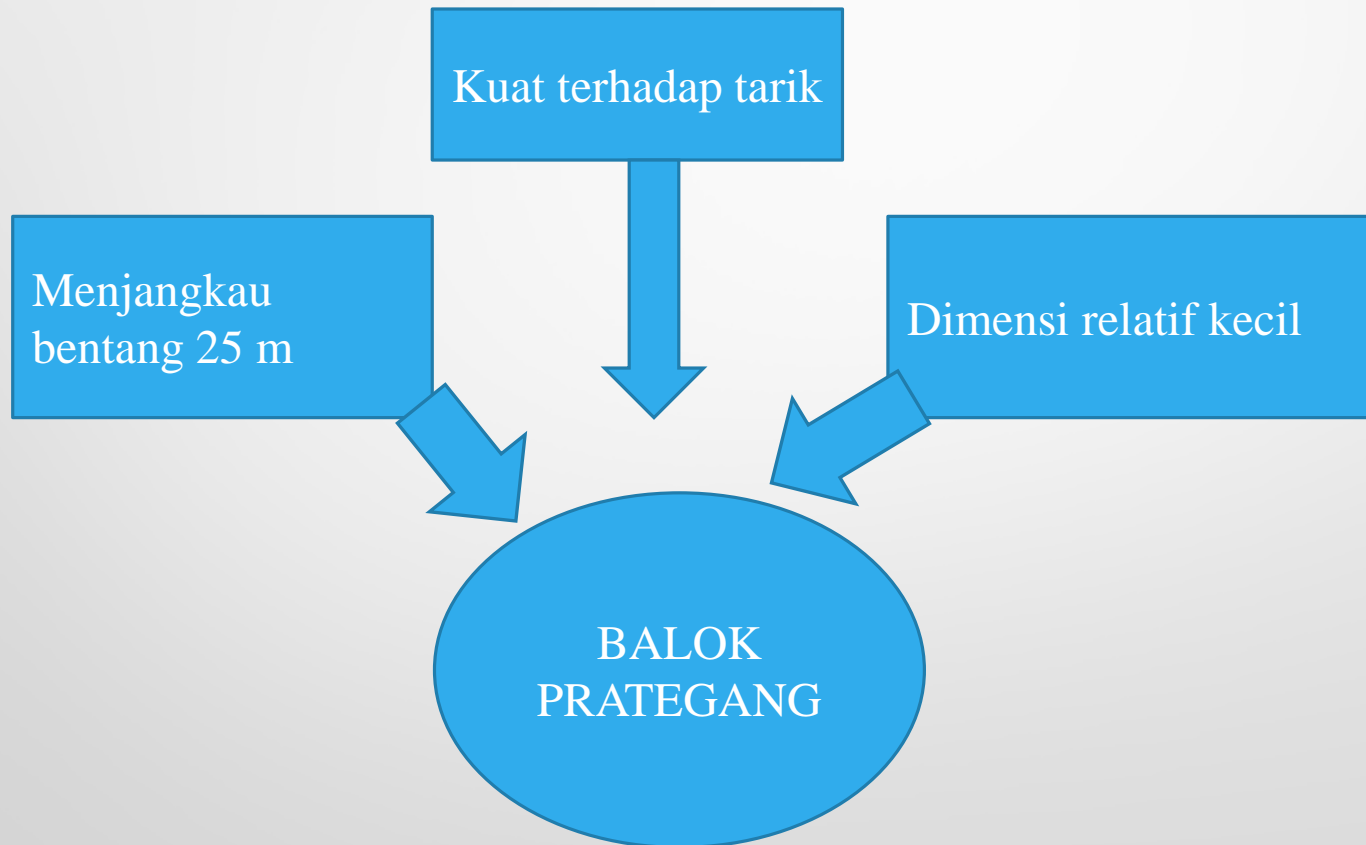 Kuat terhadap tarik
Menjangkau
bentang 25 m
Dimensi relatif kecil
BALOK
PRATEGANG